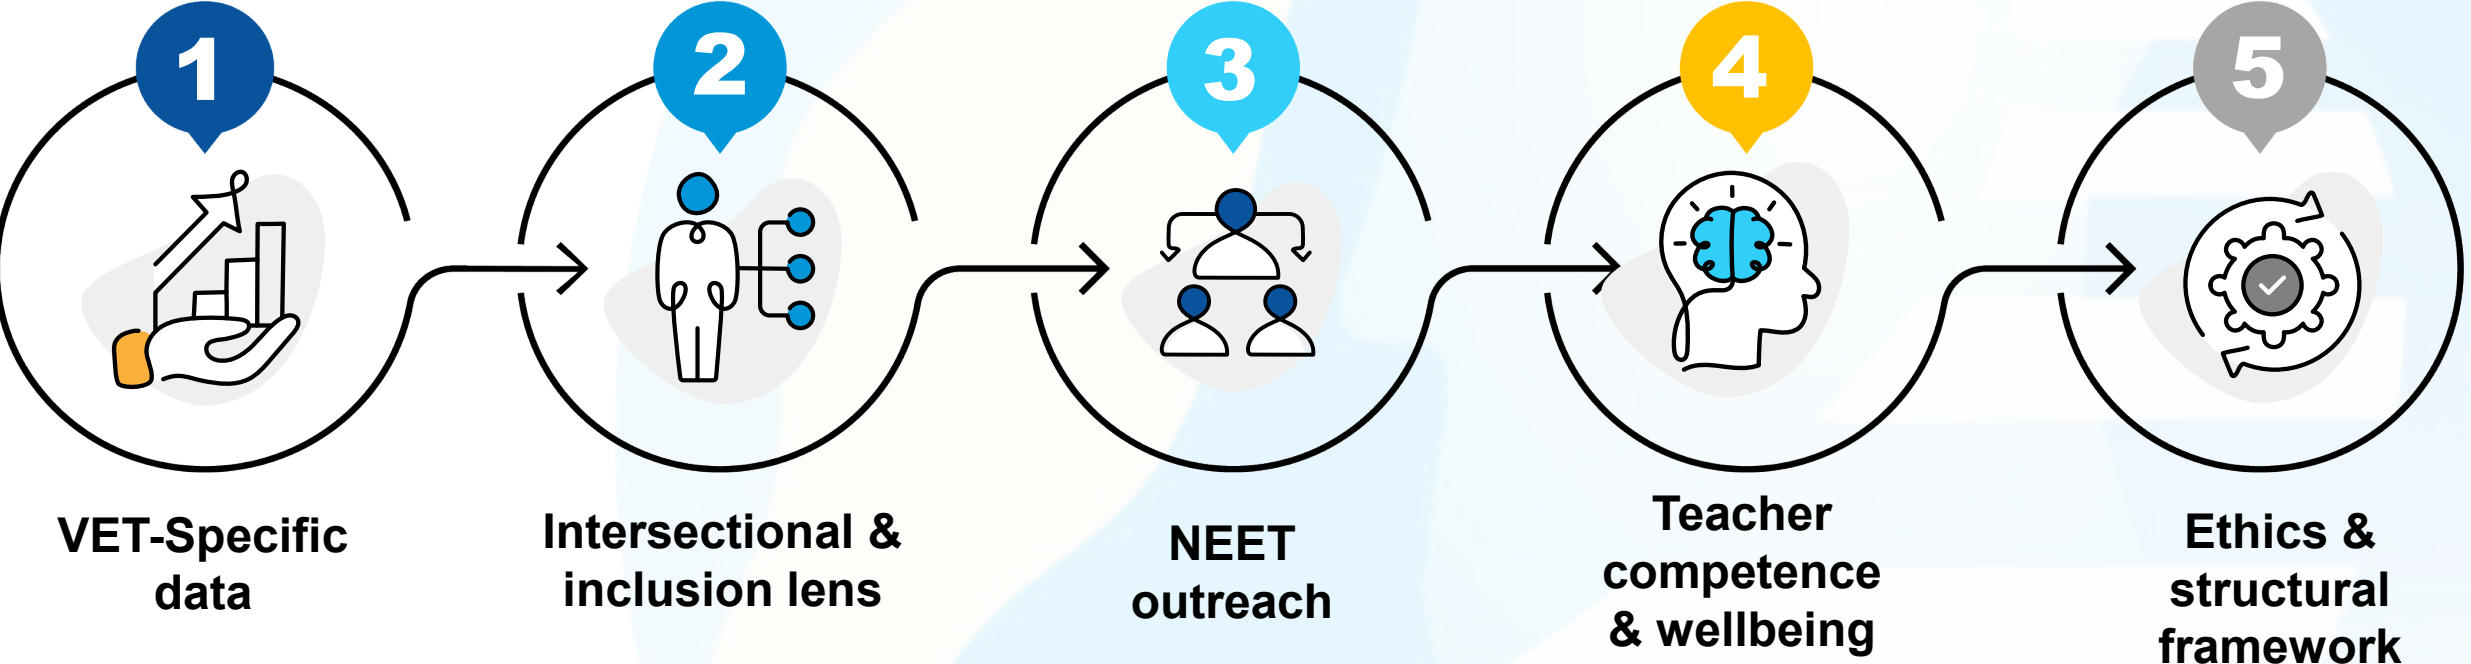 1
VET-Specific
data
2
Intersectional &
inclusion lens
3
NEET
outreach
4
Teacher
competence
& wellbeing
5
Ethics &
structural
framework